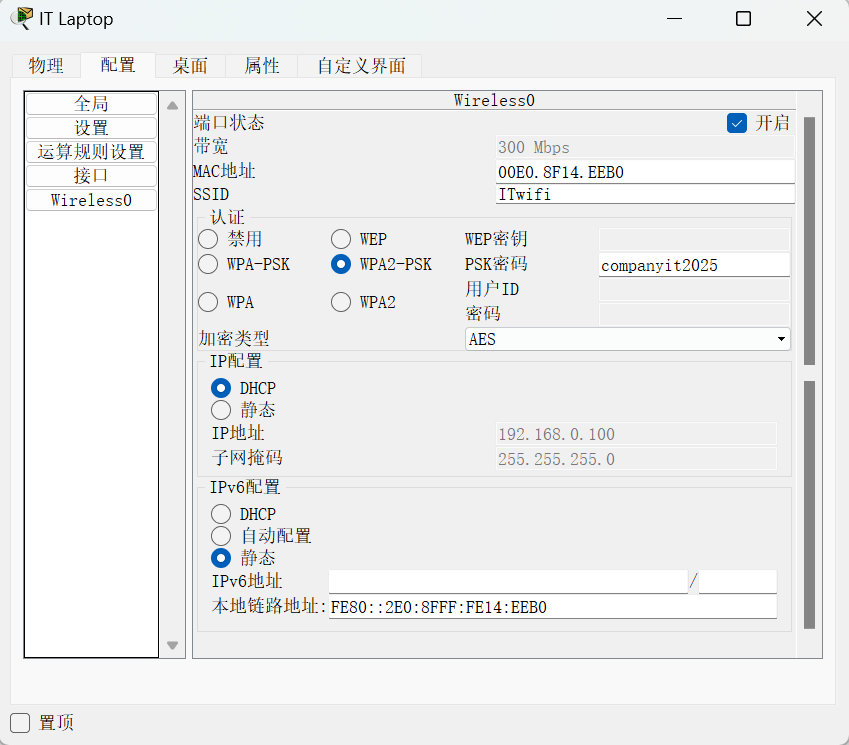 IT Laptop
物理 配置 桌面 属性 自定义界面
全局
设置
运算规则设置
接口
Wireless0
Wireless0
端口状态 开启
带宽 300 Mbps
MAC地址 00E0.8F14.EEB0
SSID ITwifi
认证
禁用 WEP WEP密钥
WPA-PSK WPA2-PSK PSK密码 companyit2025
用户ID
WPA WPA2
密码
加密类型 AES
IP配置
DHCP
静态
IP地址 192.168.0.100
子网掩码 255.255.255.0
IPv6配置
DHCP
自动配置
静态
IPv6地址 /
本地链路地址: FE80::2E0:8FFF:FE14:EEB0
置顶